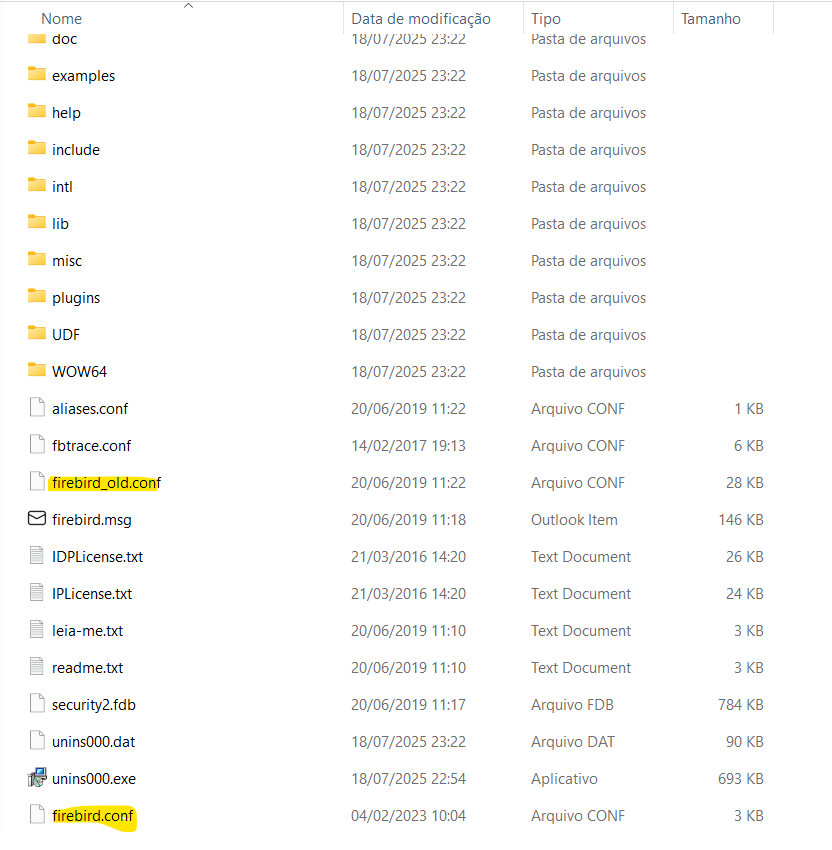 Nome Data de modificação Tipo Tamanho
doc 18/07/2025 23:22 Pasta de arquivos
examples 18/07/2025 23:22 Pasta de arquivos
help 18/07/2025 23:22 Pasta de arquivos
include 18/07/2025 23:22 Pasta de arquivos
intl 18/07/2025 23:22 Pasta de arquivos
lib 18/07/2025 23:22 Pasta de arquivos
misc 18/07/2025 23:22 Pasta de arquivos
plugins 18/07/2025 23:22 Pasta de arquivos
UDF 18/07/2025 23:22 Pasta de arquivos
WOW64 18/07/2025 23:22 Pasta de arquivos
aliases.conf 20/06/2019 11:22 Arquivo CONF 1 KB
fbtrace.conf 14/02/2017 19:13 Arquivo CONF 6 KB
firebird_old.conf 20/06/2019 11:22 Arquivo CONF 28 KB
firebird.msg 20/06/2019 11:18 Outlook Item 146 KB
IDPLicense.txt 21/03/2016 14:20 Text Document 26 KB
IPLicense.txt 21/03/2016 14:20 Text Document 24 KB
leia-me.txt 20/06/2019 11:10 Text Document 3 KB
readme.txt 20/06/2019 11:10 Text Document 3 KB
security2.fdb 20/06/2019 11:17 Arquivo FDB 784 KB
unins000.dat 18/07/2025 23:22 Arquivo DAT 90 KB
unins000.exe 18/07/2025 22:54 Aplicativo 693 KB
firebird.conf 04/02/2023 10:04 Arquivo CONF 3 KB